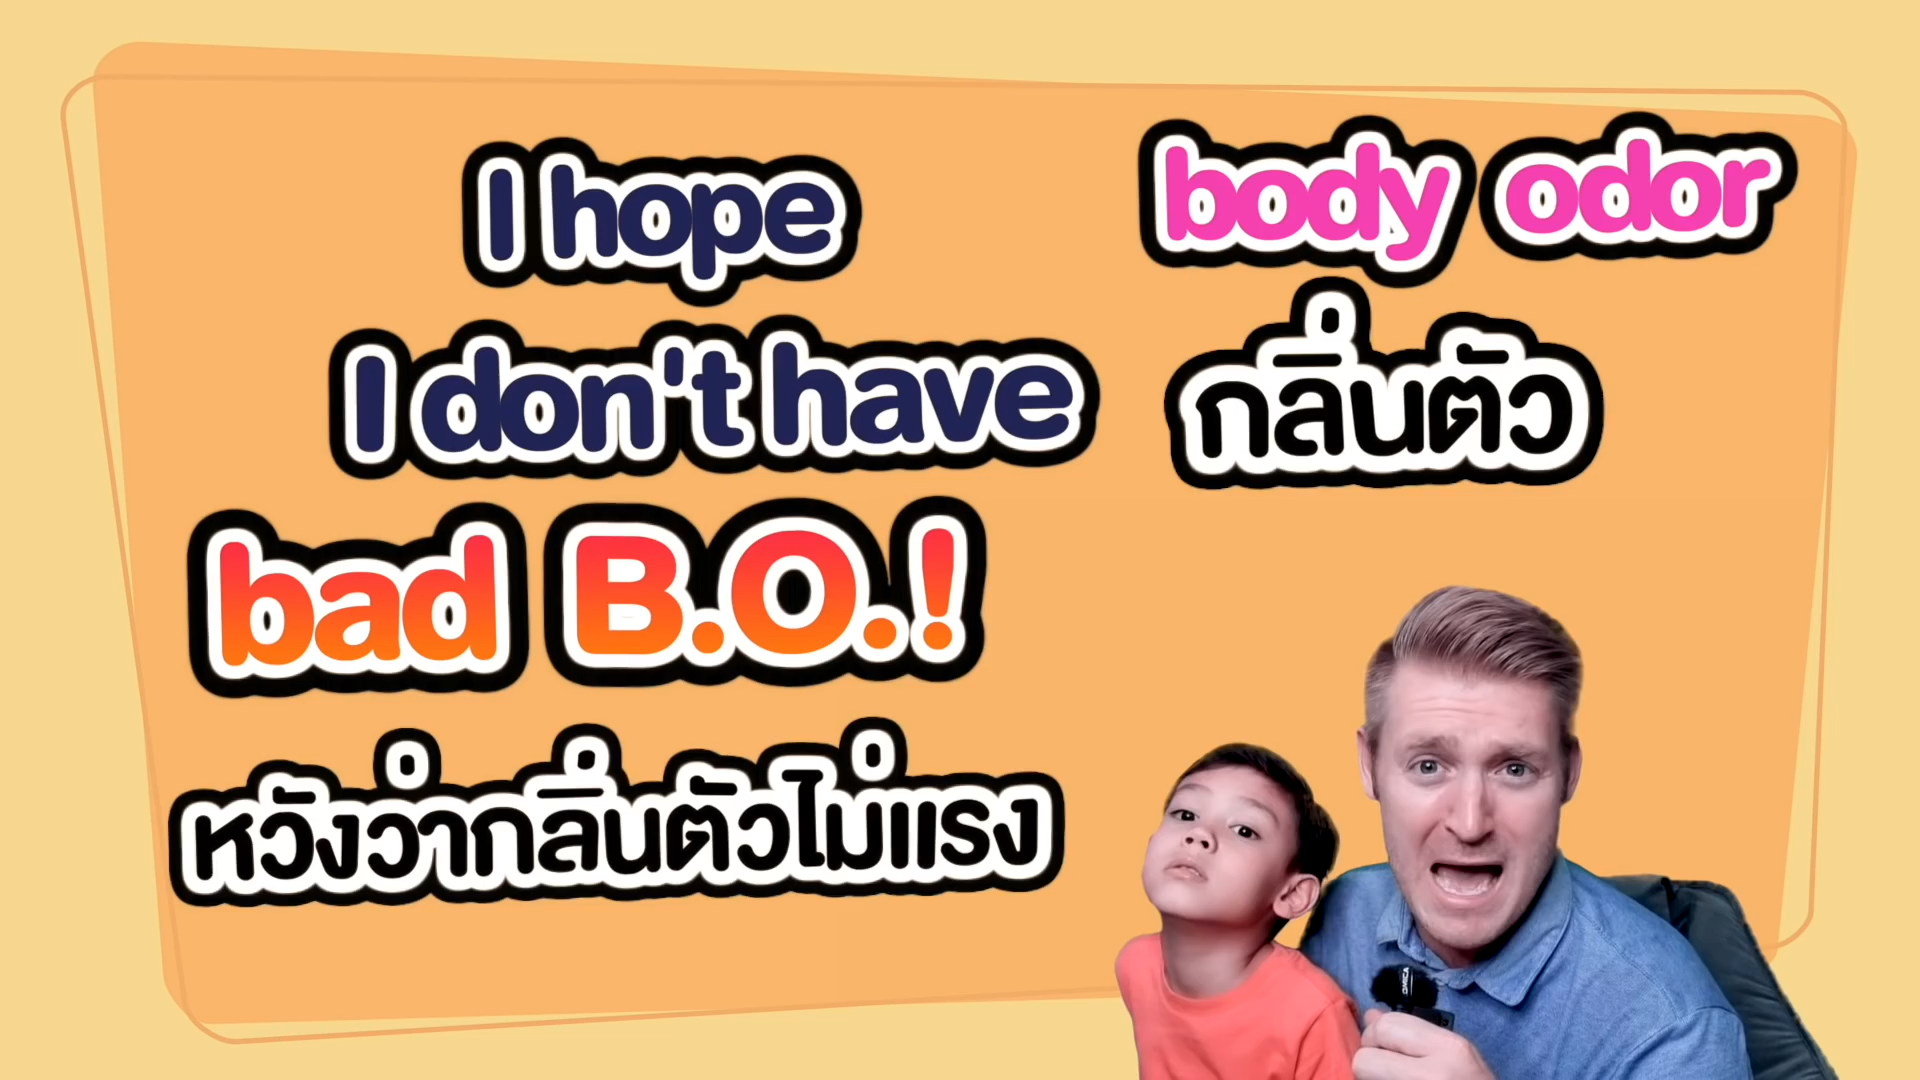 I hope
I don't have
bad B.O.!
หวังว่ากลิ่นตัวไม่แรง
body odor
กลิ่นตัว